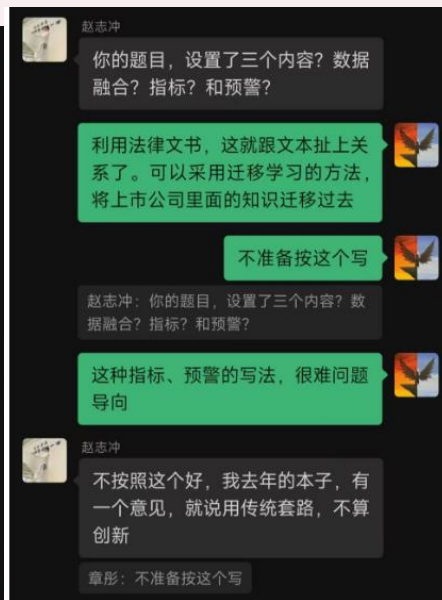 赵志冲
你的题目，设置了三个内容？数据
融合？指标？和预警？
利用法律文书，这就跟文本扯上关
系了。可以采用迁移学习的方法，
将上市公司里面的知识迁移过去
不准备按这个写
赵志冲：你的题目，设置了三个内容？数
据融合？指标？和预警？
这种指标、预警的写法，很难问题
导向
赵志冲
不按照这个好，我去年的本子，有
一个意见，就说用传统套路，不算
创新
章彤：不准备按这个写